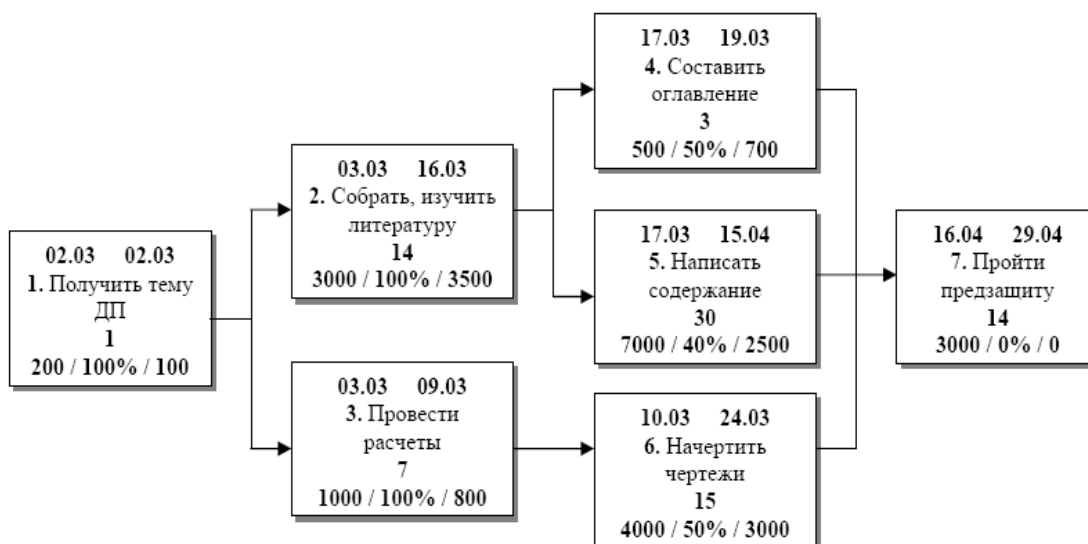 02.03 02.03
1. Получить тему
ДП
1
200 / 100% / 100
03.03 16.03
2. Собрать, изучить
литературу
14
3000 / 100% / 3500
03.03 09.03
3. Провести
расчеты
7
1000 / 100% / 800
17.03 19.03
4. Составить
оглавление
3
500 / 50% / 700
17.03 15.04
5. Написать
содержание
30
7000 / 40% / 2500
10.03 24.03
6. Начертить
чертежи
15
4000 / 50% / 3000
16.04 29.04
7. Пройти
предзащиту
14
3000 / 0% / 0